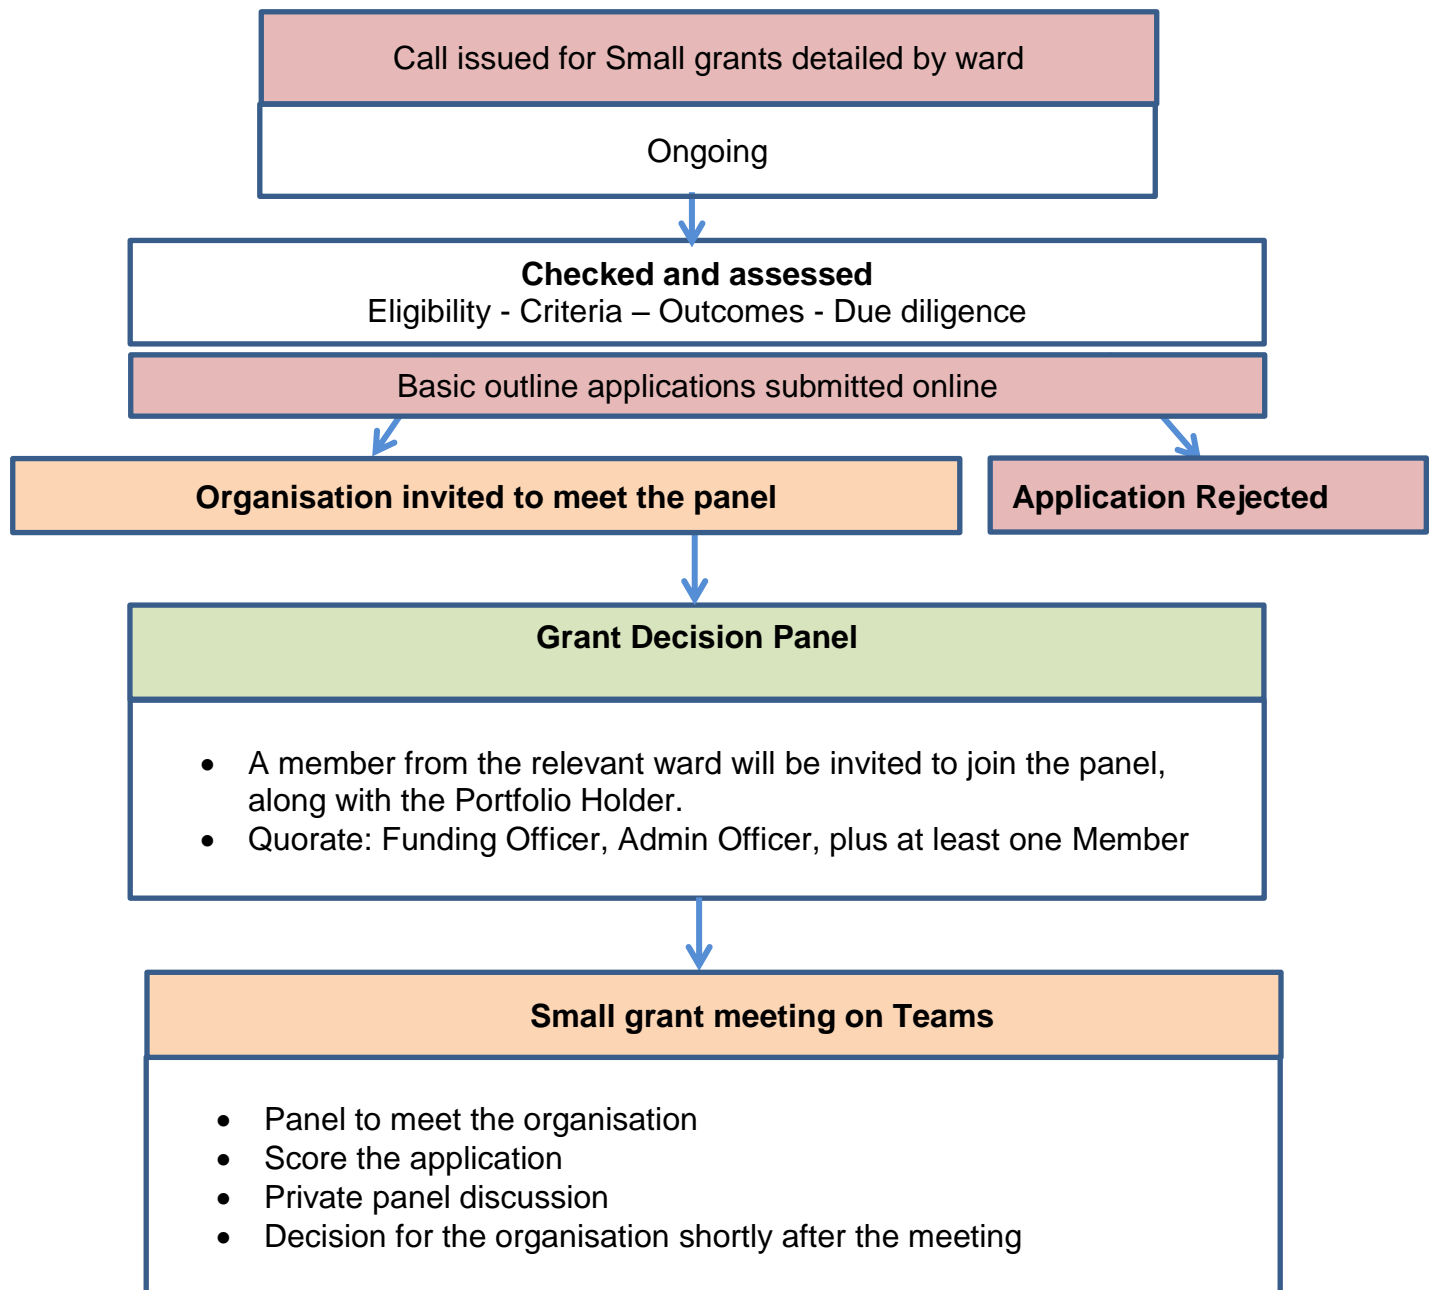 Call issued for Small grants detailed by ward
Ongoing
Checked and assessed
Eligibility - Criteria – Outcomes - Due diligence
Basic outline applications submitted online
Organisation invited to meet the panel
Application Rejected
Grant Decision Panel
• A member from the relevant ward will be invited to join the panel,
along with the Portfolio Holder.
• Quorate: Funding Officer, Admin Officer, plus at least one Member
Small grant meeting on Teams
• Panel to meet the organisation
• Score the application
• Private panel discussion
• Decision for the organisation shortly after the meeting